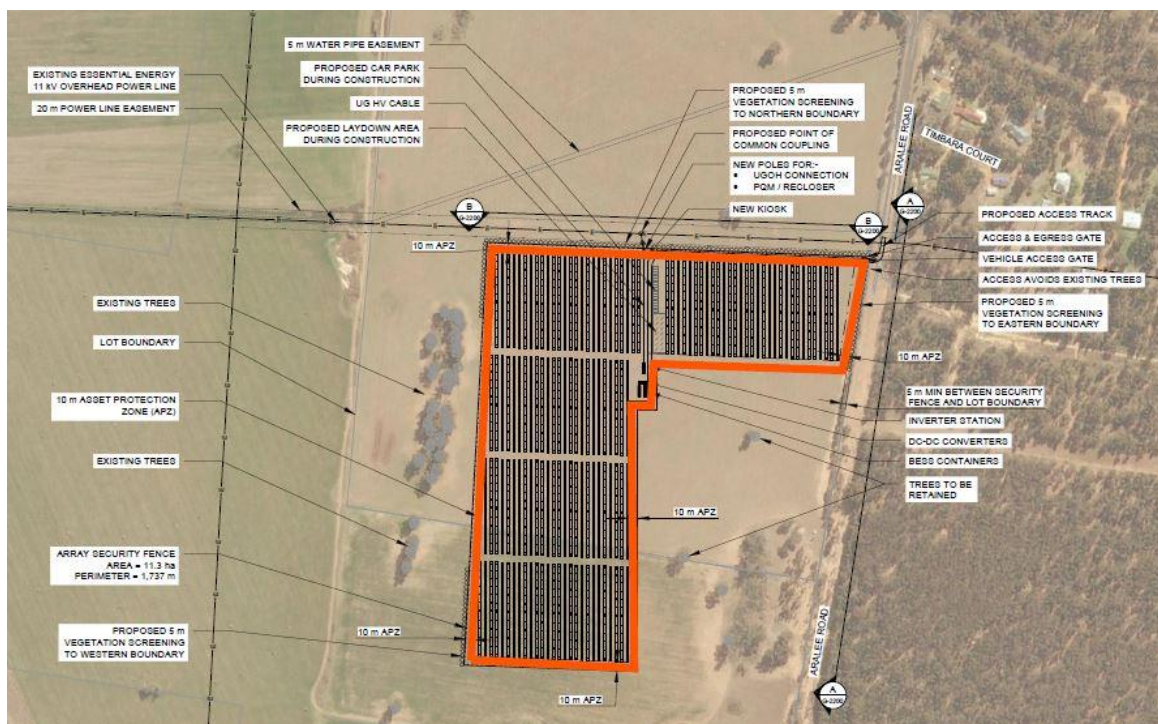 5 m WATER PIPE EASEMENT
PROPOSED CAR PARK
DURING CONSTRUCTION
UG HV CABLE
PROPOSED LAYDOWN AREA
DURING CONSTRUCTION
EXISTING ESSENTIAL ENERGY
11 kV OVERHEAD POWER LINE
20 m POWER LINE EASEMENT
PROPOSED 5 m
VEGETATION SCREENING
TO NORTHERN BOUNDARY
PROPOSED POINT OF
COMMON COUPLING
NEW POLES FOR:-
• UGOH CONNECTION
• PQM / RECLOSER
NEW KIOSK
ARALEE ROAD
TIMBARA COURT
A
G-2200
B
G-2200
B
G-2200
PROPOSED ACCESS TRACK
ACCESS & EGRESS GATE
VEHICLE ACCESS GATE
ACCESS AVOIDS EXISTING TREES
PROPOSED 5 m
VEGETATION SCREENING
TO EASTERN BOUNDARY
10 m APZ
10 m APZ
5 m MIN BETWEEN SECURITY
FENCE AND LOT BOUNDARY
INVERTER STATION
DC-DC CONVERTERS
BESS CONTAINERS
TREES TO BE
RETAINED
EXISTING TREES
LOT BOUNDARY
10 m ASSET PROTECTION
ZONE (APZ)
EXISTING TREES
10 m APZ
ARRAY SECURITY FENCE
AREA = 11.3 ha
PERIMETER = 1,737 m
PROPOSED 5 m
VEGETATION SCREENING
TO WESTERN BOUNDARY
10 m APZ
10 m APZ
ARALEE ROAD
A
G-2200